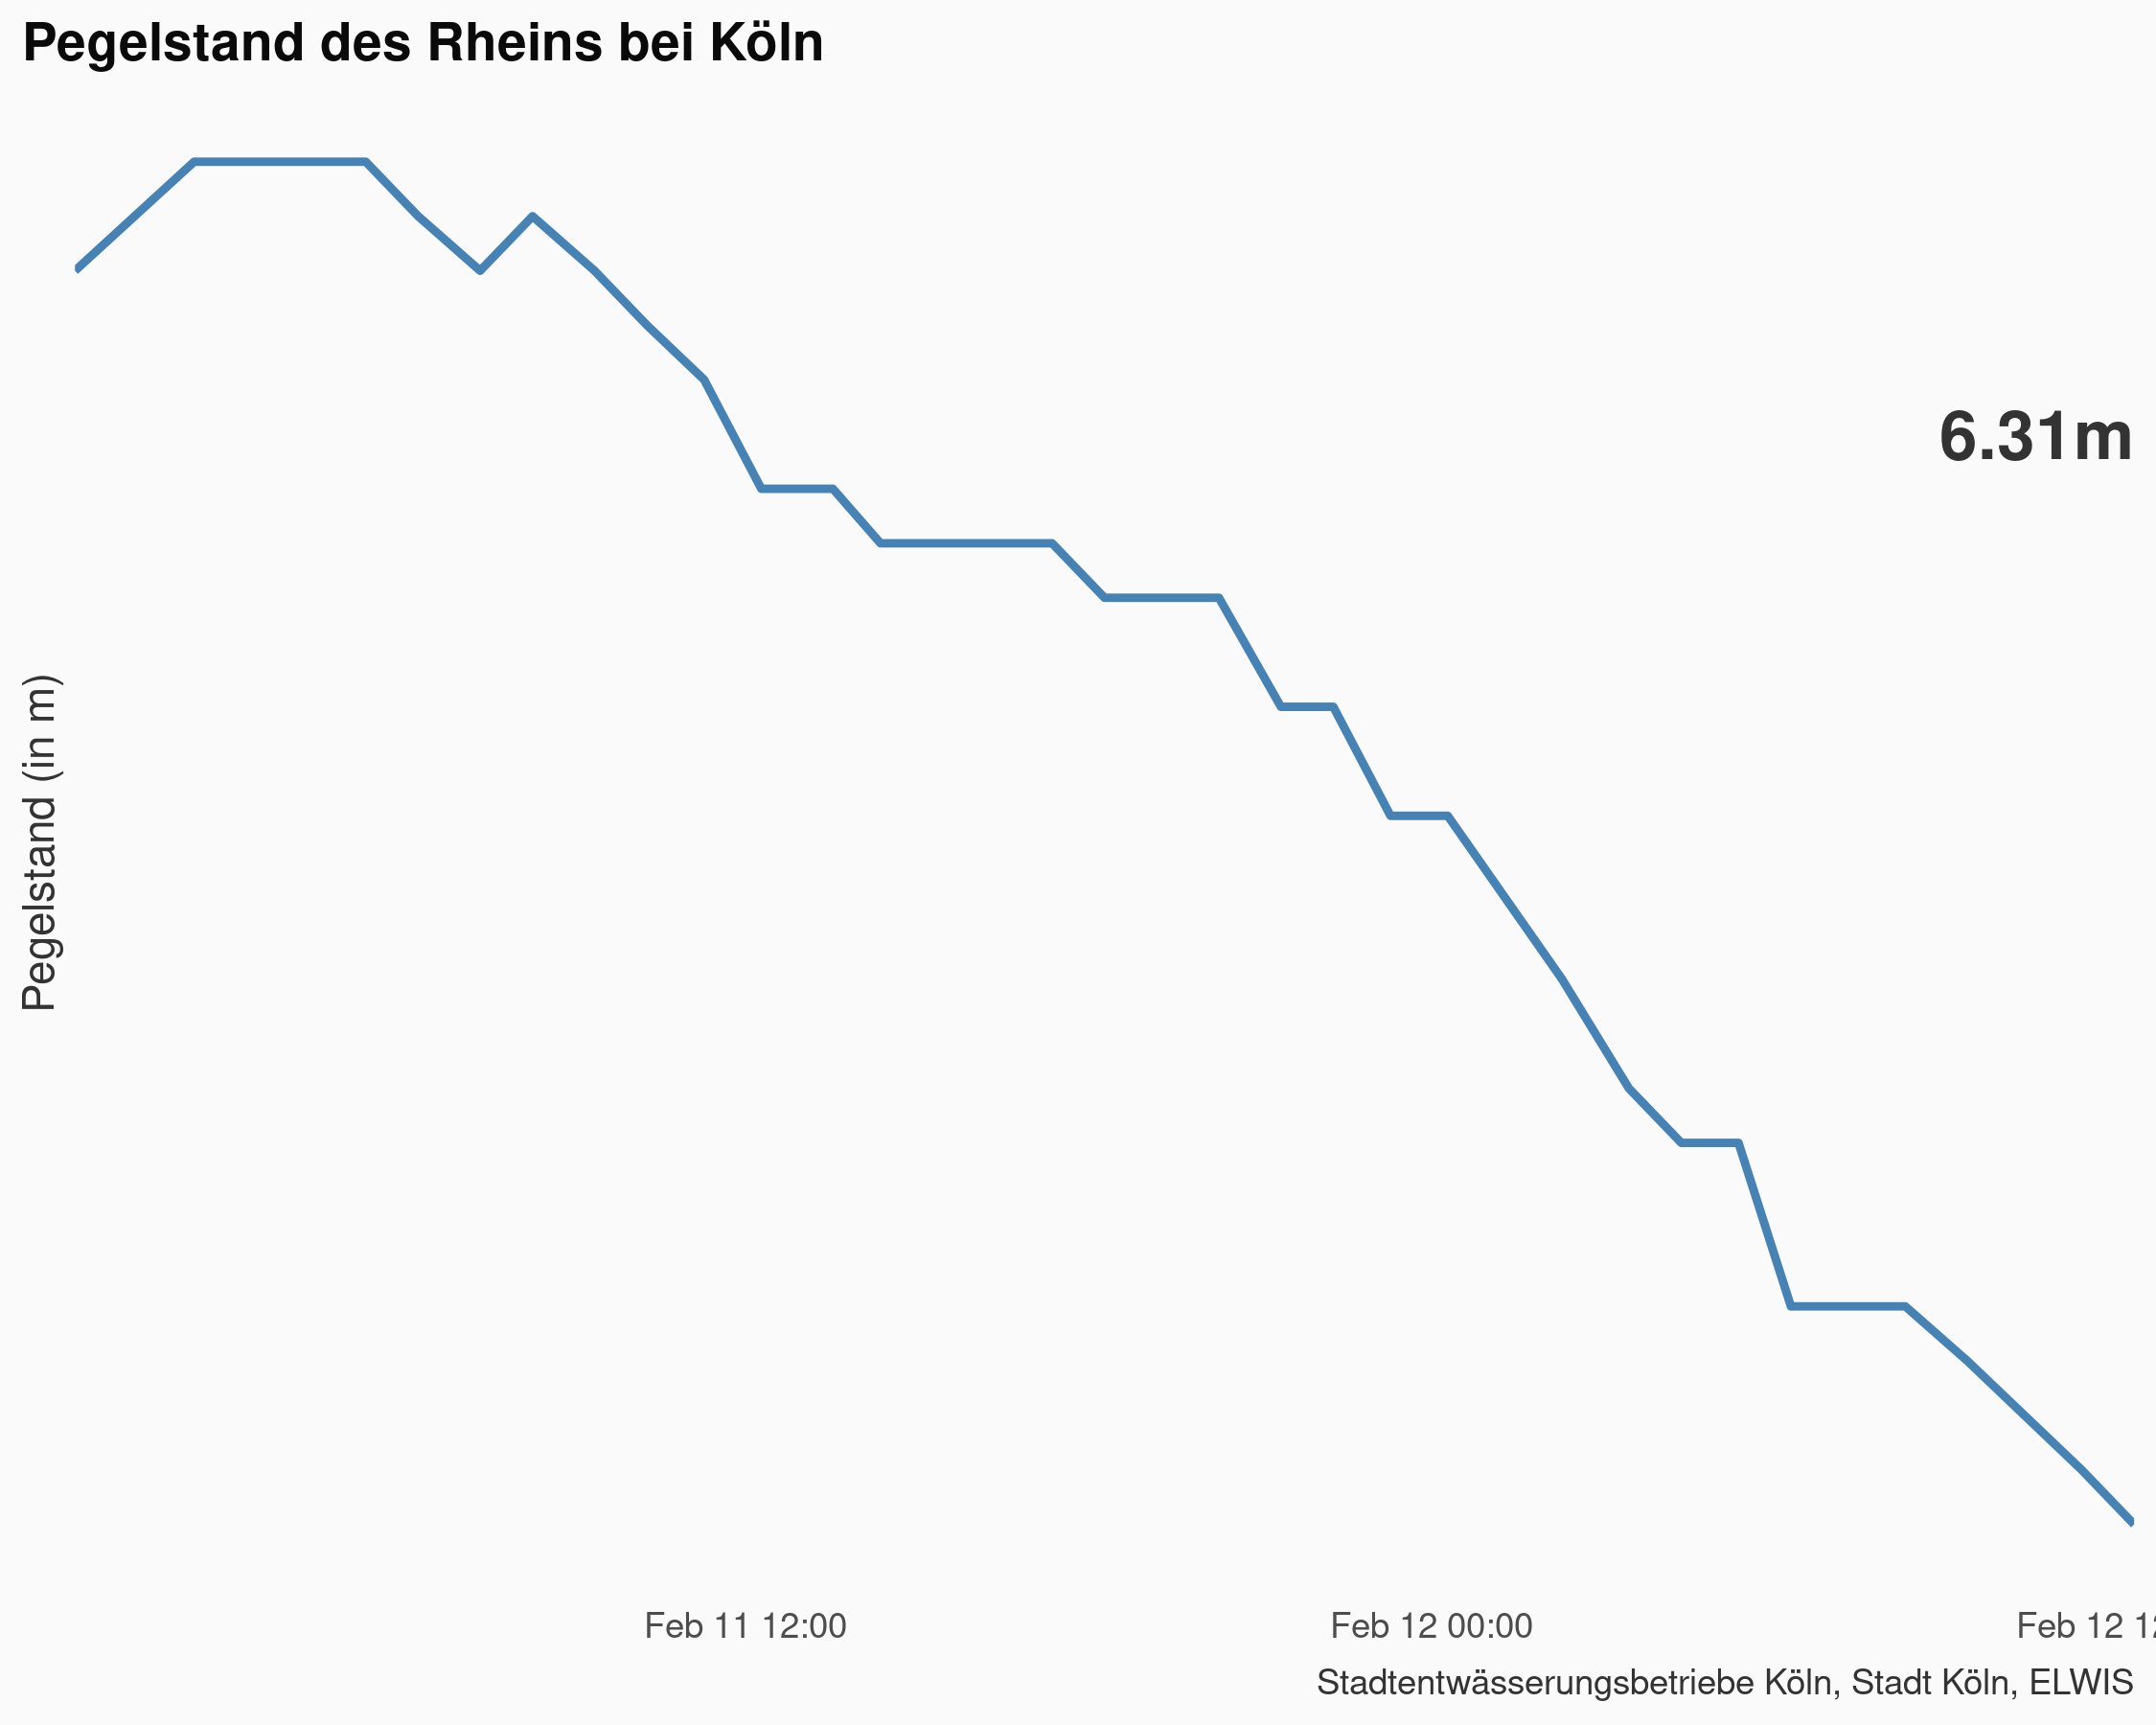 Pegelstand des Rheins bei Köln
6.31m
Pegelstand (in m)
Feb 11 12:00
Feb 12 00:00
Feb 12 12
Stadtentwässerungsbetriebe Köln, Stadt Köln, ELWIS